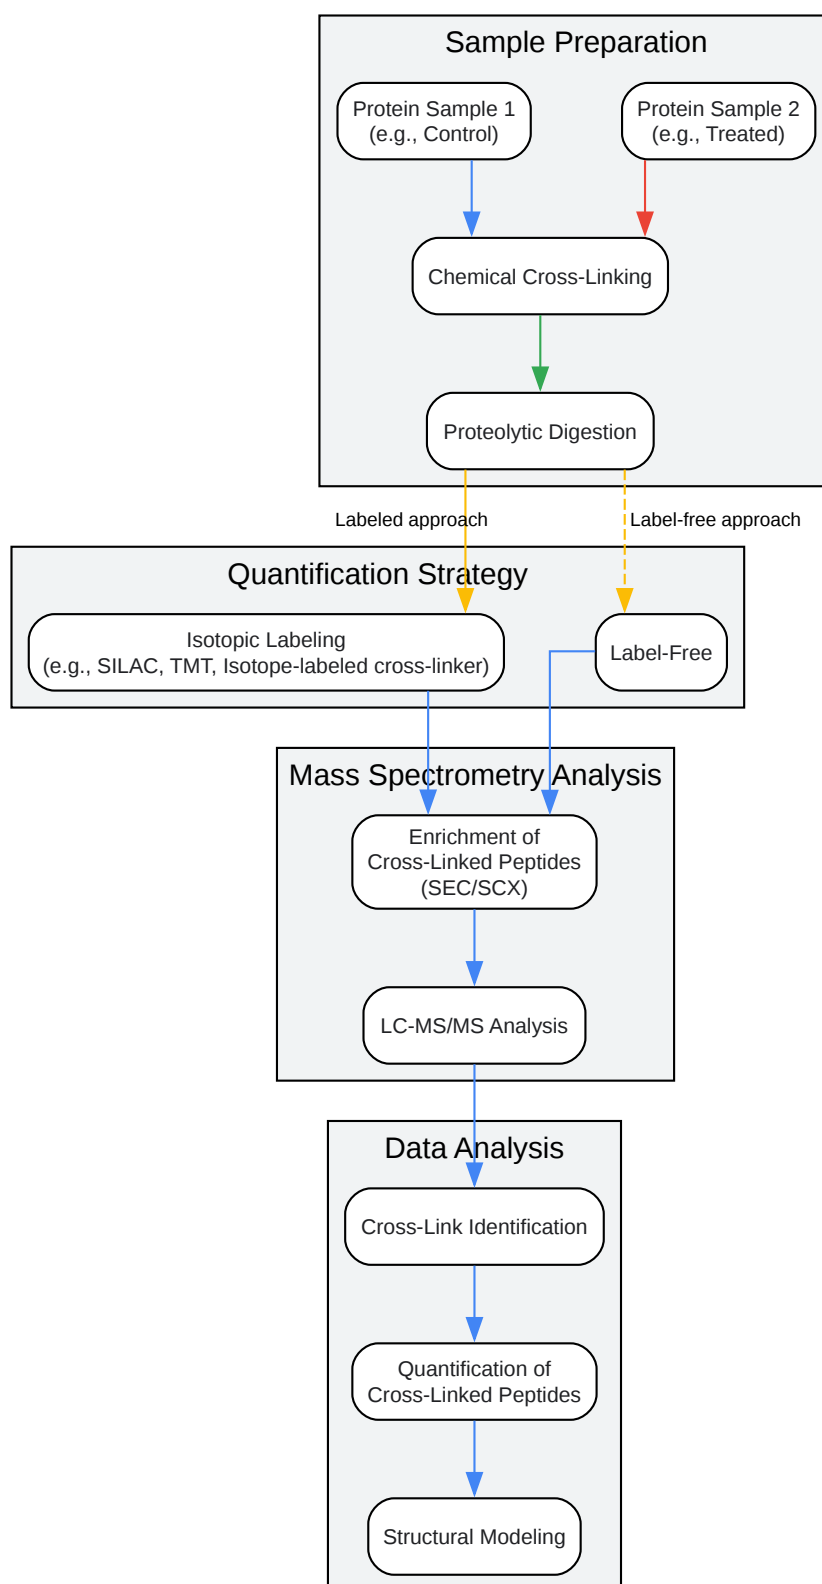 Sample Preparation
Protein Sample 1
(e.g., Control)
Protein Sample 2
(e.g., Treated)
Chemical Cross-Linking
Proteolytic Digestion
Labeled approach
Label-free approach
Quantification Strategy
Isotopic Labeling
(e.g., SILAC, TMT, Isotope-labeled cross-linker)
Label-Free
Mass Spectrometry Analysis
Enrichment of
Cross-Linked Peptides
(SEC/SCX)
LC-MS/MS Analysis
Data Analysis
Cross-Link Identification
Quantification of
Cross-Linked Peptides
Structural Modeling